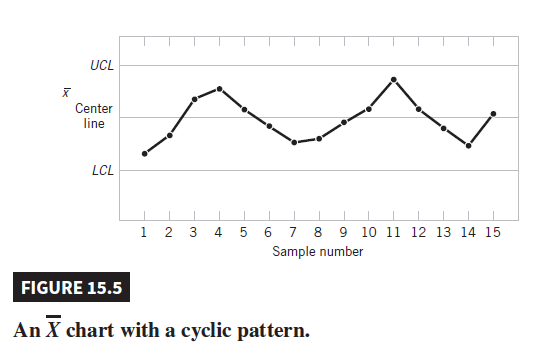 UCL
x̅
Center
line
LCL
1 2 3 4 5 6 7 8 9 10 11 12 13 14 15
Sample number
FIGURE 15.5
An X̅ chart with a cyclic pattern.